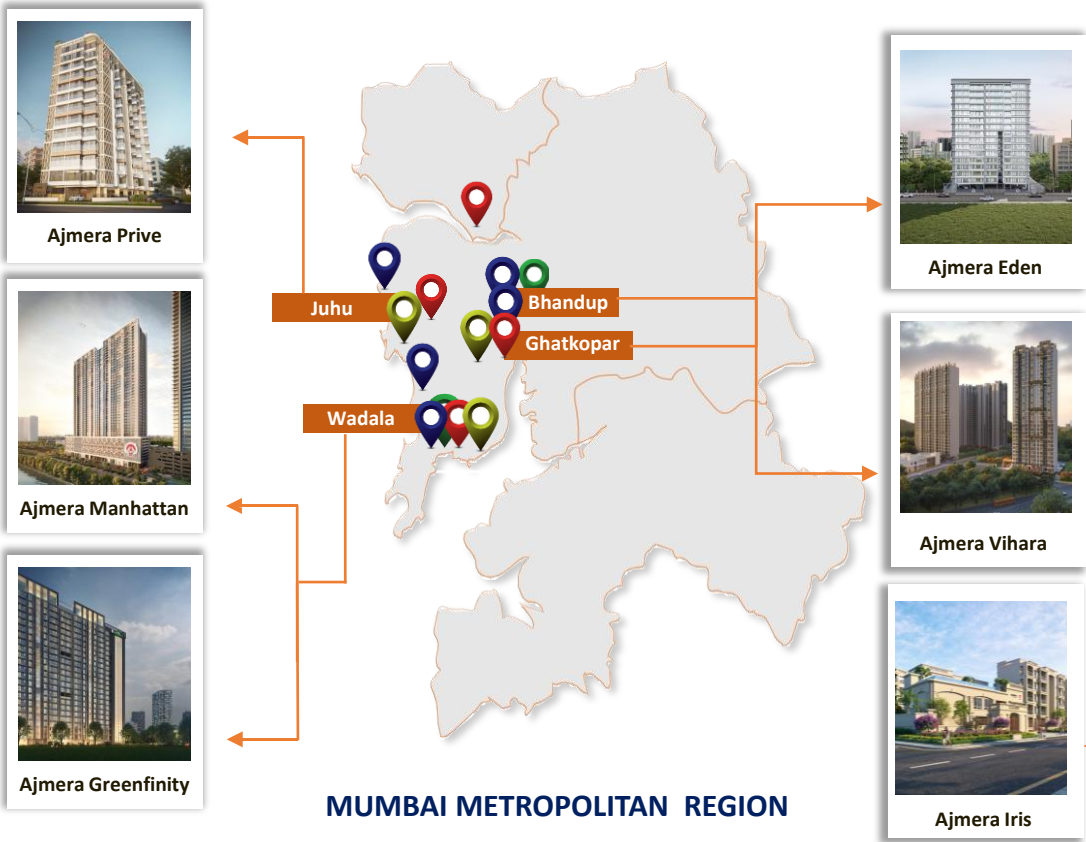 Ajmera Prive
Ajmera Manhattan
Ajmera Greenfinity
Juhu
Wadala
Bhandup
Ghatkopar
Ajmera Eden
Ajmera Vihara
Ajmera Iris
MUMBAI METROPOLITAN REGION